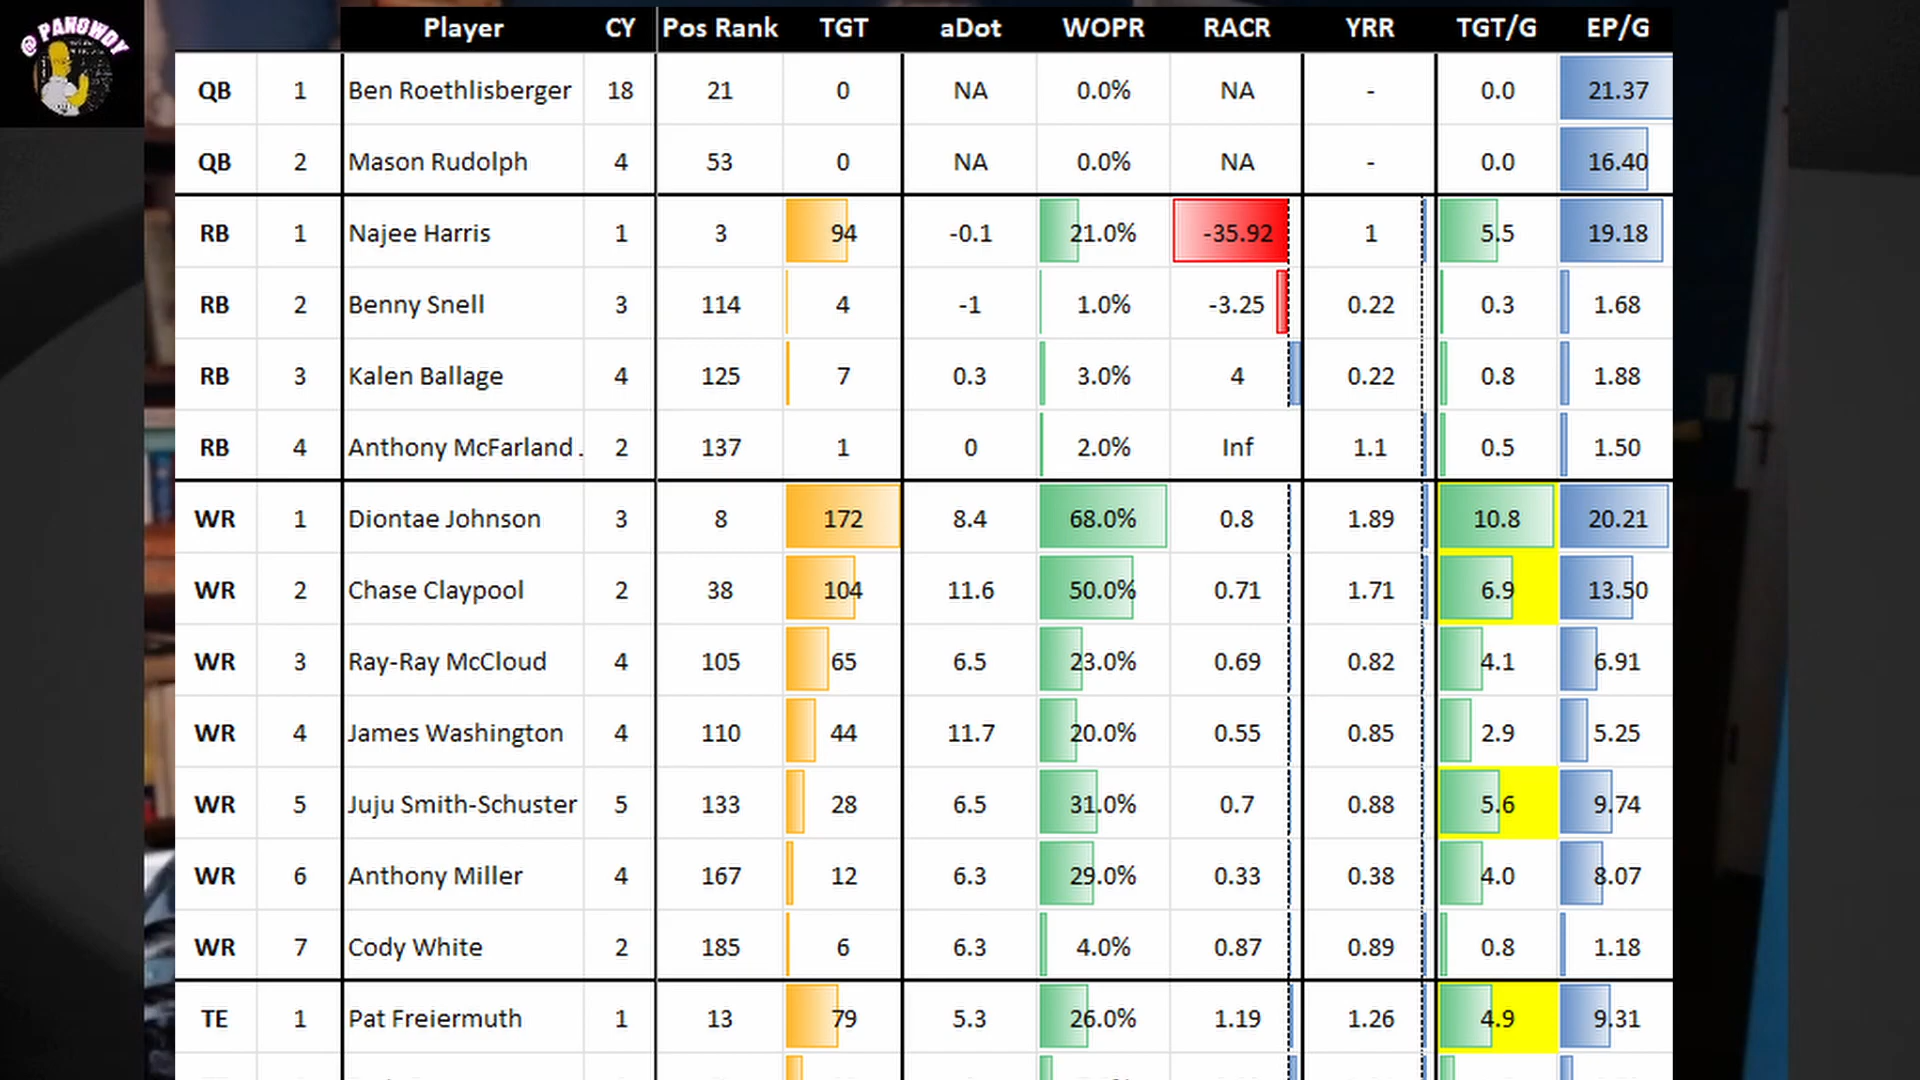 @PANGWDY
Player CY Pos Rank TGT aDot WOPR RACR YRR TGT/G EP/G
QB 1 Ben Roethlisberger 18 21 0 NA 0.0% NA - 0.0 21.37
QB 2 Mason Rudolph 4 53 0 NA 0.0% NA - 0.0 16.40
RB 1 Najee Harris 1 3 94 -0.1 21.0% -35.92 1 5.5 19.18
RB 2 Benny Snell 3 114 4 -1 1.0% -3.25 0.22 0.3 1.68
RB 3 Kalen Ballage 4 125 7 0.3 3.0% 4 0.22 0.8 1.88
RB 4 Anthony McFarland . 2 137 1 0 2.0% Inf 1.1 0.5 1.50
WR 1 Diontae Johnson 3 8 172 8.4 68.0% 0.8 1.89 10.8 20.21
WR 2 Chase Claypool 2 38 104 11.6 50.0% 0.71 1.71 6.9 13.50
WR 3 Ray-Ray McCloud 4 105 65 6.5 23.0% 0.69 0.82 4.1 6.91
WR 4 James Washington 4 110 44 11.7 20.0% 0.55 0.85 2.9 5.25
WR 5 Juju Smith-Schuster 5 133 28 6.5 31.0% 0.7 0.88 5.6 9.74
WR 6 Anthony Miller 4 167 12 6.3 29.0% 0.33 0.38 4.0 8.07
WR 7 Cody White 2 185 6 6.3 4.0% 0.87 0.89 0.8 1.18
TE 1 Pat Freiermuth 1 13 79 5.3 26.0% 1.19 1.26 4.9 9.31